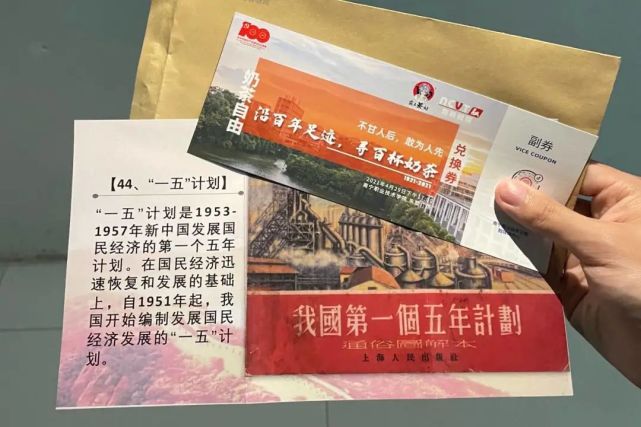 100
奶茶自由
NCVT
不甘人后，敢为人先
沿百年足迹，寻百杯奶茶
1921-2021
兑换券
副券
VICE COUPON
【44、“一五”计划】
“一五”计划是1953-
1957年新中国发展国
民经济的第一个五年
计划。在国民经济迅
速恢复和发展的基础
上，自1951年起，我
国开始编制发展国民
经济发展的“一五”计
划。
我國第一個五年計劃
通俗圖解本
上海人民出版社